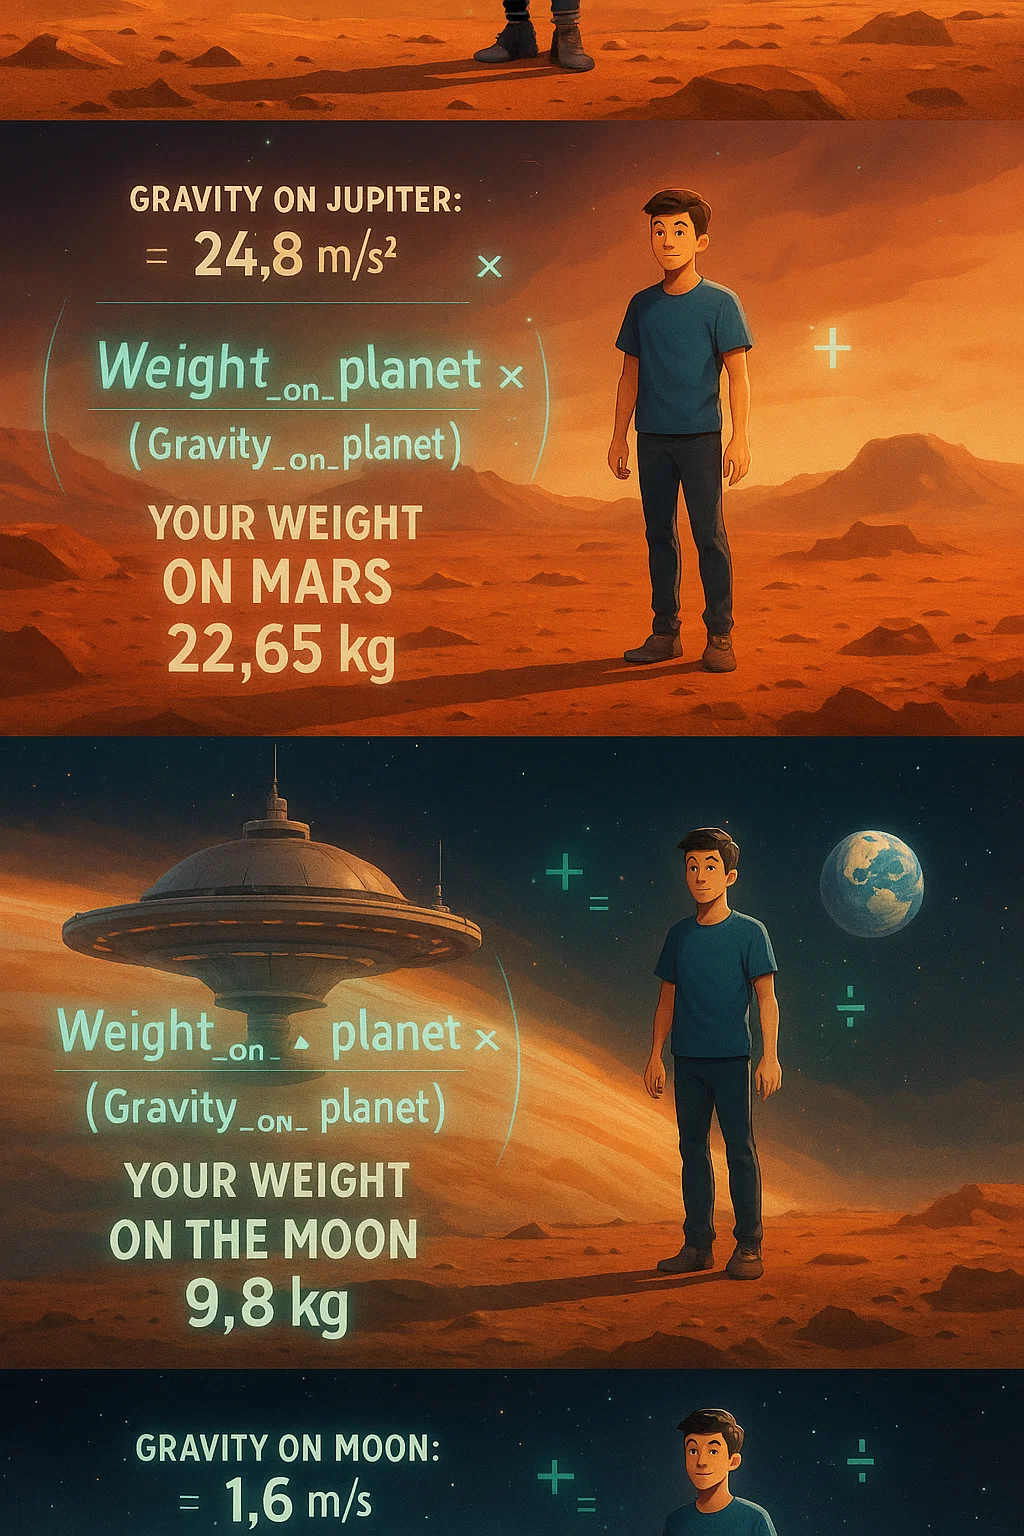 GRAVITY ON JUPITER:
= 24,8 m/s²
×
Weight_on_planet ×
(Gravity_on_planet)
YOUR WEIGHT
ON MARS
22,65 kg
+
+
=
÷
Weight_on_▲ planet ×
(Gravity_ON_ planet)
YOUR WEIGHT
ON THE MOON
9,8 kg
GRAVITY ON MOON:
= 1,6 m/s
+
=
÷